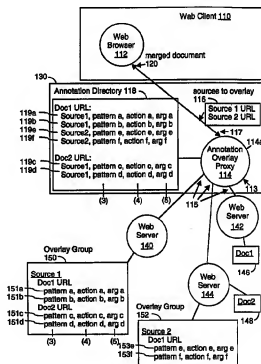 Web Client 110
Web
Browser
112
merged document
120
130
Annotation Directory 118
sources to overlay
116
Source 1 URL
Source 2 URL
Doc1 URL:
119a Source1, pattern a, action a, arg a
119b Source1, pattern b, action b, arg b
119e Source2, pattern e, action e, arg e
119f Source2, pattern f, action f, arg f
117
114a
Doc2 URL:
119c Source1, pattern c, action c, arg c
119d Source1, pattern d, action d, arg d
(3) (4) (5)
Annotation
Overlay
Proxy
114
115
113
Web
Server
140
Web
Server
142
Doc1
146
Web
Server
144
Doc2
148
Overlay Group
150
Source 1
Doc1 URL
151a pattern a, action a, arg a
151b pattern b, action b, arg b
Doc2 URL
151c pattern c, action c, arg c
151d pattern d, action d, arg d
(3) (4) (5)
Overlay Group
152
Source 2
Doc1 URL
153e pattern e, action e, arg e
153f pattern f, action f, arg f